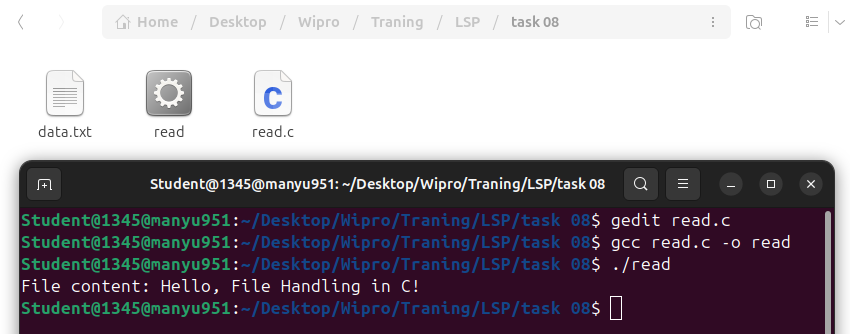 Home / Desktop / Wipro / Traning / LSP / task 08
data.txt
read
C
read.c
Student@1345@manyu951: ~/Desktop/Wipro/Traning/LSP/task 08
Student@1345@manyu951:~/Desktop/Wipro/Traning/LSP/task 08$ gedit read.c
Student@1345@manyu951:~/Desktop/Wipro/Traning/LSP/task 08$ gcc read.c -o read
Student@1345@manyu951:~/Desktop/Wipro/Traning/LSP/task 08$ ./read
File content: Hello, File Handling in C!
Student@1345@manyu951:~/Desktop/Wipro/Traning/LSP/task 08$